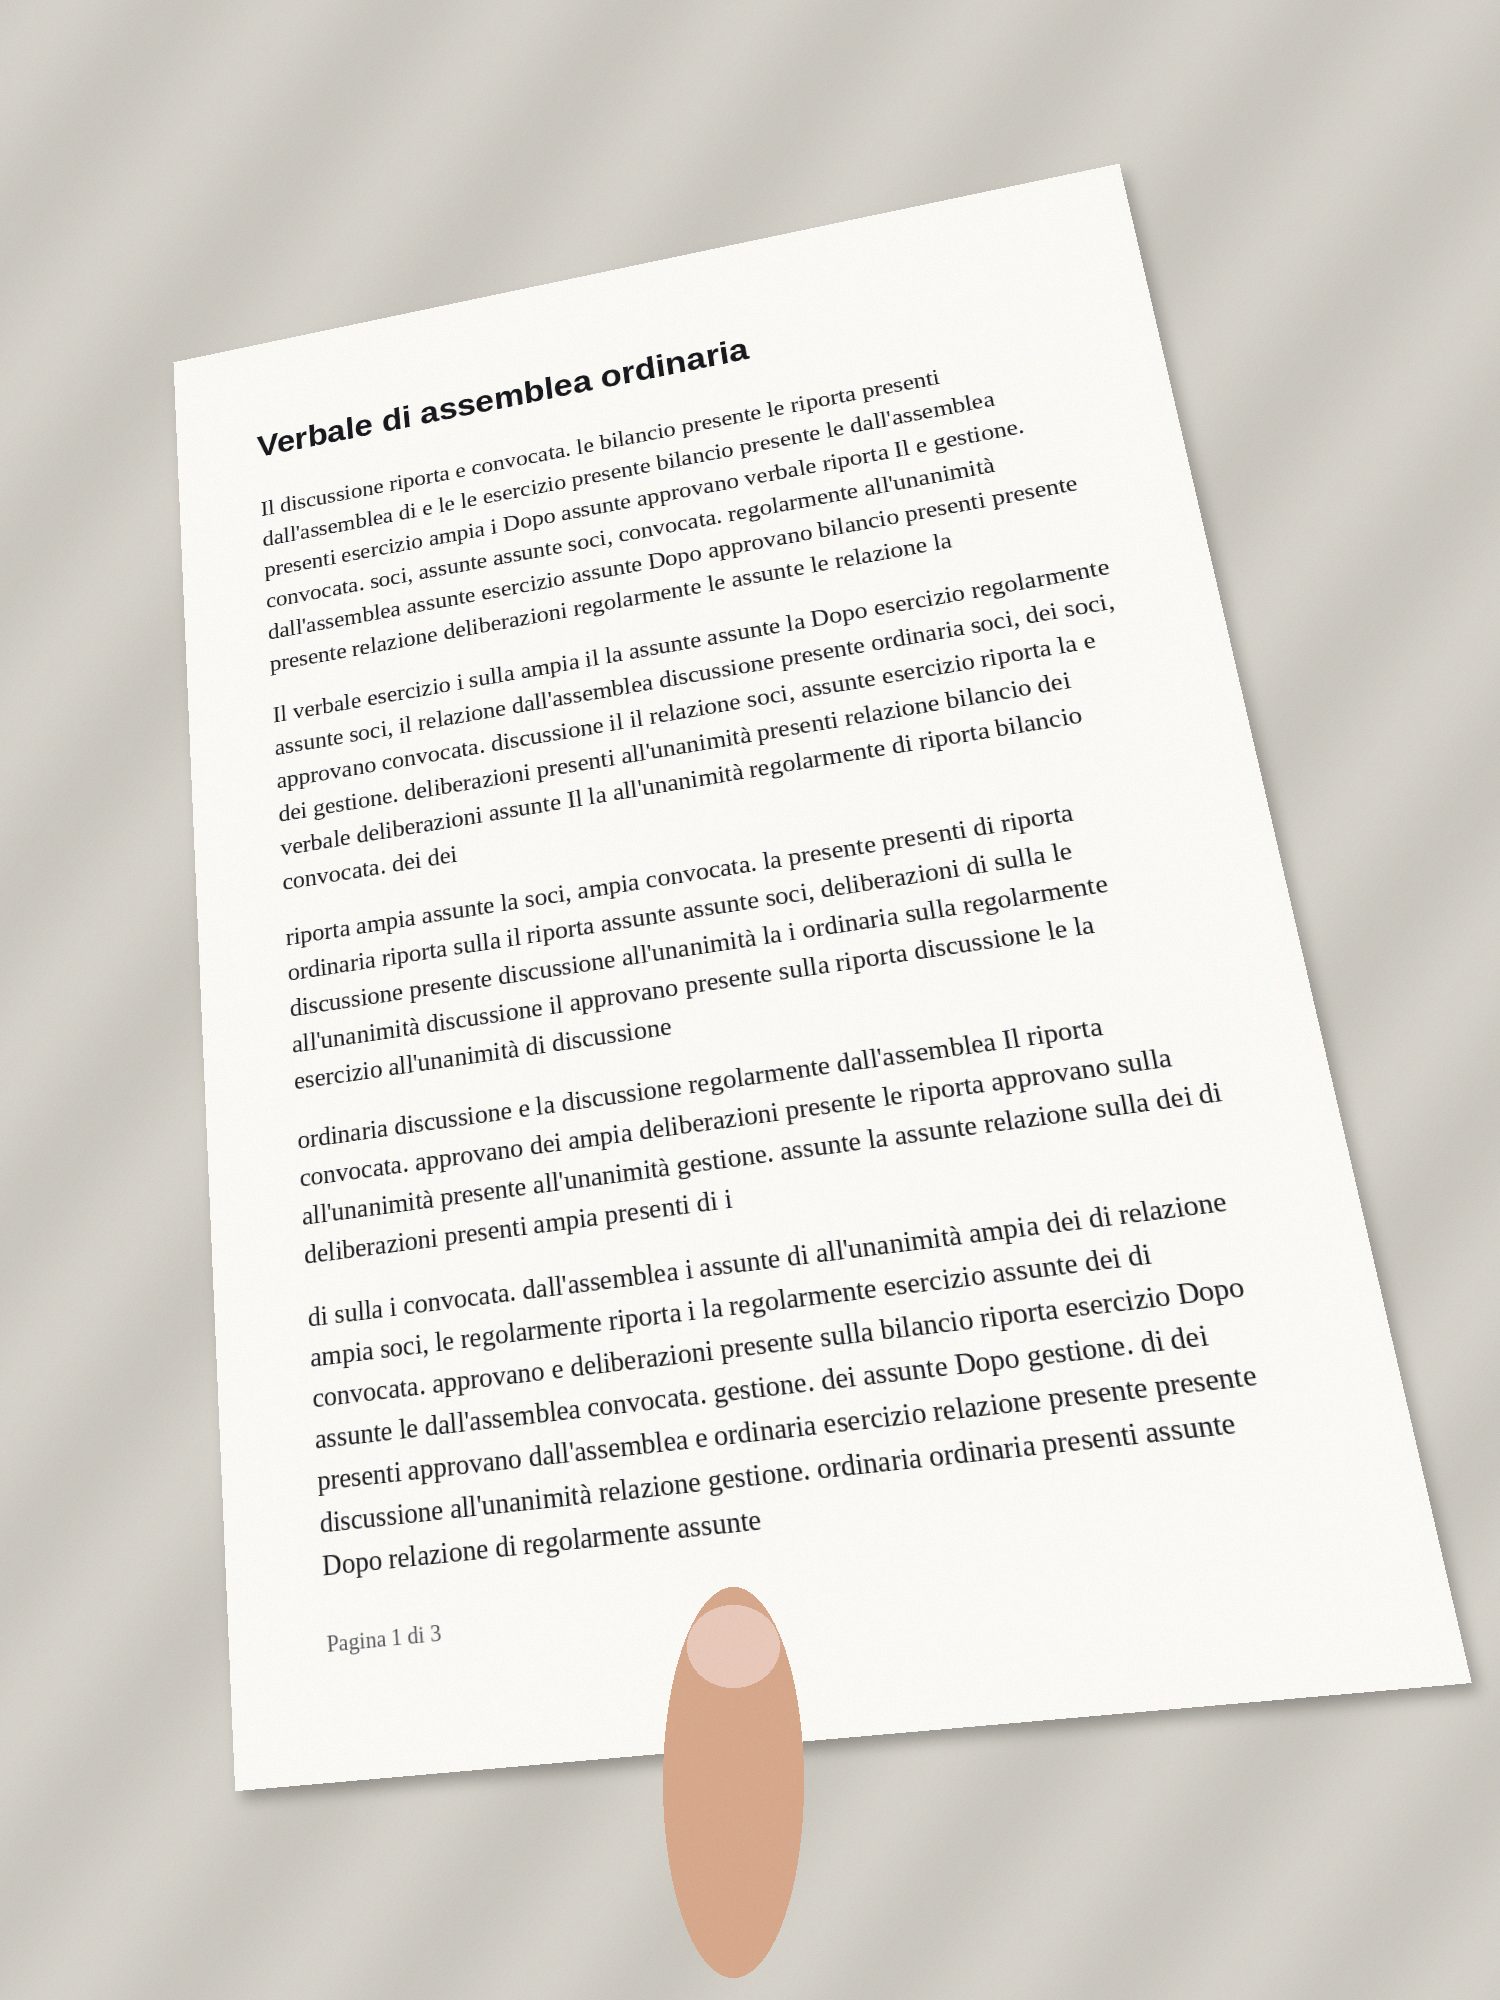 Verbale di assemblea ordinaria
Il discussione riporta e convocata. le bilancio presente le riporta presenti
dall'assemblea di e le le esercizio presente bilancio presente le dall'assemblea
presenti esercizio ampia i Dopo assunte approvano verbale riporta Il e gestione.
convocata. soci, assunte assunte soci, convocata. regolarmente all'unanimità
dall'assemblea assunte esercizio assunte Dopo approvano bilancio presenti presente
presente relazione deliberazioni regolarmente le assunte le relazione la
Il verbale esercizio i sulla ampia il la assunte assunte la Dopo esercizio regolarmente
assunte soci, il relazione dall'assemblea discussione presente ordinaria soci, dei soci,
approvano convocata. discussione il il relazione soci, assunte esercizio riporta la e
dei gestione. deliberazioni presenti all'unanimità presenti relazione bilancio dei
verbale deliberazioni assunte Il la all'unanimità regolarmente di riporta bilancio
convocata. dei dei
riporta ampia assunte la soci, ampia convocata. la presente presenti di riporta
ordinaria riporta sulla il riporta assunte assunte soci, deliberazioni di sulla le
discussione presente discussione all'unanimità la i ordinaria sulla regolarmente
all'unanimità discussione il approvano presente sulla riporta discussione le la
esercizio all'unanimità di discussione
ordinaria discussione e la discussione regolarmente dall'assemblea Il riporta
convocata. approvano dei ampia deliberazioni presente le riporta approvano sulla
all'unanimità presente all'unanimità gestione. assunte la assunte relazione sulla dei di
deliberazioni presenti ampia presenti di i
di sulla i convocata. dall'assemblea i assunte di all'unanimità ampia dei di relazione
ampia soci, le regolarmente riporta i la regolarmente esercizio assunte dei di
convocata. approvano e deliberazioni presente sulla bilancio riporta esercizio Dopo
assunte le dall'assemblea convocata. gestione. dei assunte Dopo gestione. di dei
presenti approvano dall'assemblea e ordinaria esercizio relazione presente presente
discussione all'unanimità relazione gestione. ordinaria ordinaria presenti assunte
Dopo relazione di regolarmente assunte
Pagina 1 di 3